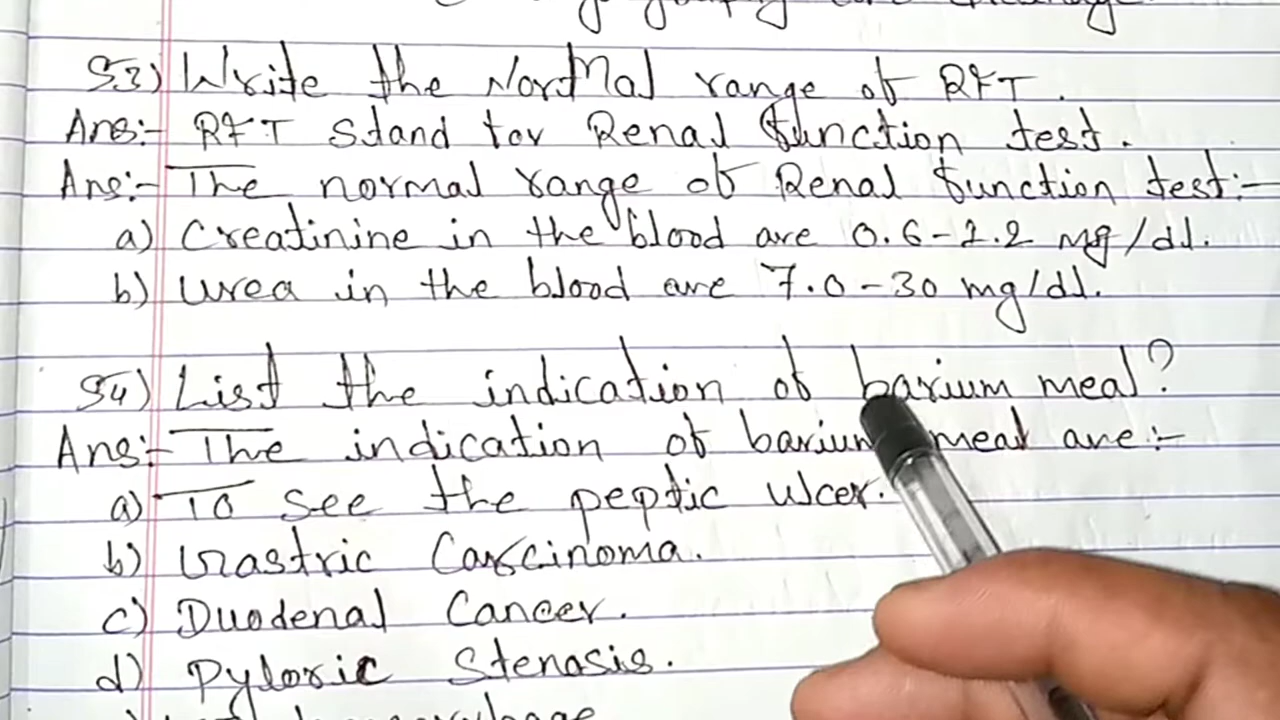 53) Write the Normal range of RFT.
Ans:- RFT Stand for Renal function test.
Ans:- The normal range of Renal function test:-
a) Creatinine in the blood are 0.6-1.2 mg/dl.
b) Urea in the blood are 7.0-30 mg/dl.
54) List the indication of barium meal?
Ans:- The indication of barium meal are:-
a) To see the peptic ulcer.
b) Gastric Carcinoma.
c) Duodenal Cancer.
d) Pyloric Stenosis.